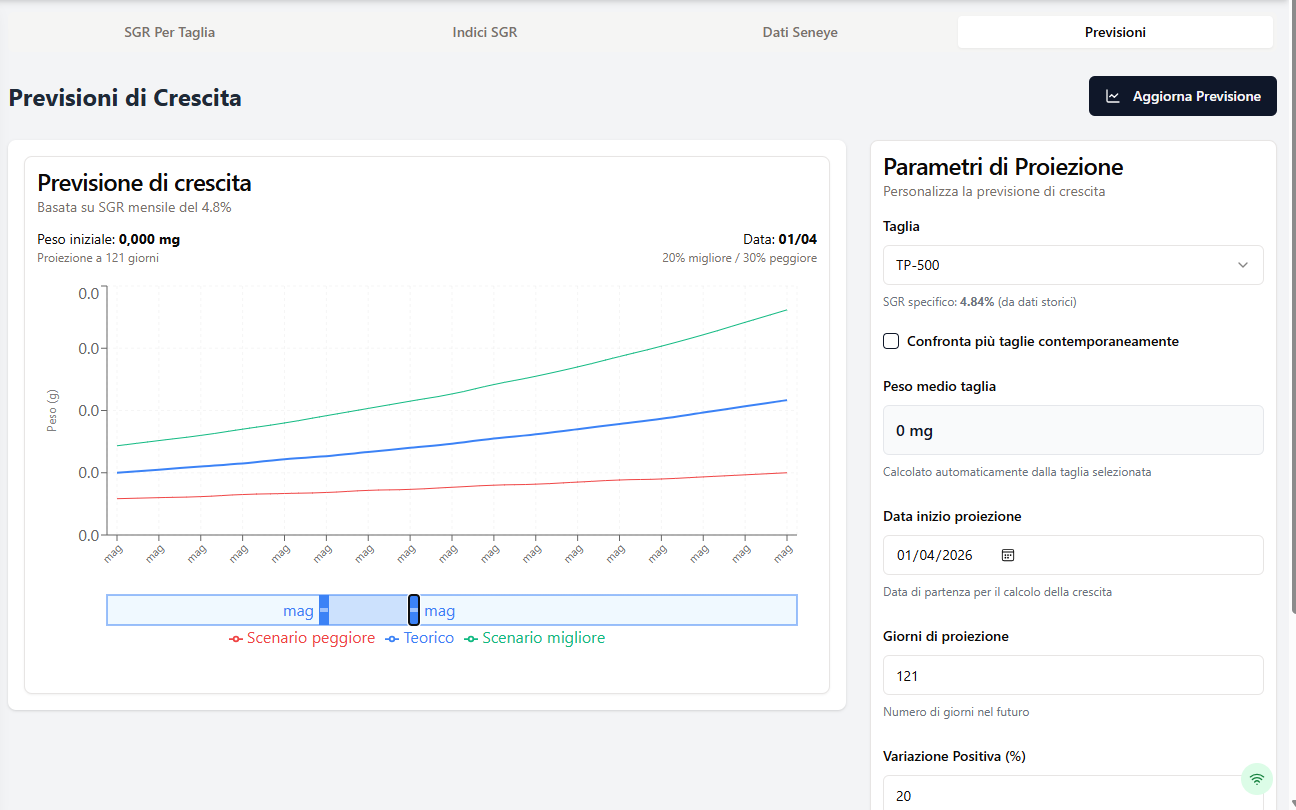 SGR Per Taglia
Indici SGR
Dati Seneye
Previsioni
Previsioni di Crescita
Aggiorna Previsione
Previsione di crescita
Basata su SGR mensile del 4.8%
Peso iniziale: 0,000 mg
Data: 01/04
Proiezione a 121 giorni
20% migliore / 30% peggiore
0.0
0.0
0.0
0.0
0.0
Peso (g)
mag mag mag mag mag mag mag mag mag mag mag mag mag mag mag mag mag
mag
mag
Scenario peggiore
Teorico
Scenario migliore
Parametri di Proiezione
Personalizza la previsione di crescita
Taglia
TP-500
SGR specifico: 4.84% (da dati storici)
Confronta più taglie contemporaneamente
Peso medio taglia
0 mg
Calcolato automaticamente dalla taglia selezionata
Data inizio proiezione
01/04/2026
Data di partenza per il calcolo della crescita
Giorni di proiezione
121
Numero di giorni nel futuro
Variazione Positiva (%)
20